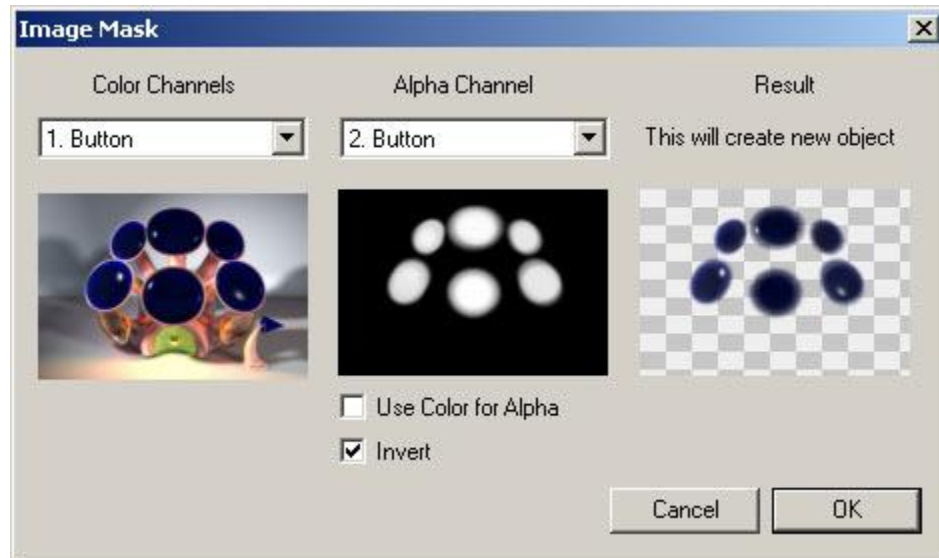 Image Mask
Color Channels
Alpha Channel
Result
1. Button
2. Button
This will create new object
Use Color for Alpha
Invert
Cancel
OK